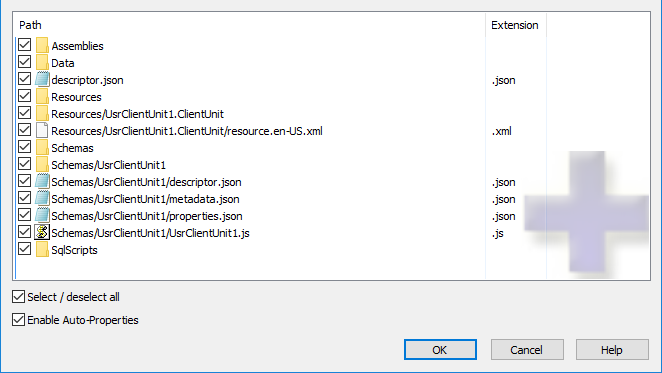 Path Extension
Assemblies
Data
descriptor.json .json
Resources
Resources/UsrClientUnit1.ClientUnit
Resources/UsrClientUnit1.ClientUnit/resource.en-US.xml .xml
Schemas
Schemas/UsrClientUnit1
Schemas/UsrClientUnit1/descriptor.json .json
Schemas/UsrClientUnit1/metadata.json .json
Schemas/UsrClientUnit1/properties.json .json
Schemas/UsrClientUnit1/UsrClientUnit1.js .js
SqlScripts
Select / deselect all
Enable Auto-Properties
OK Cancel Help